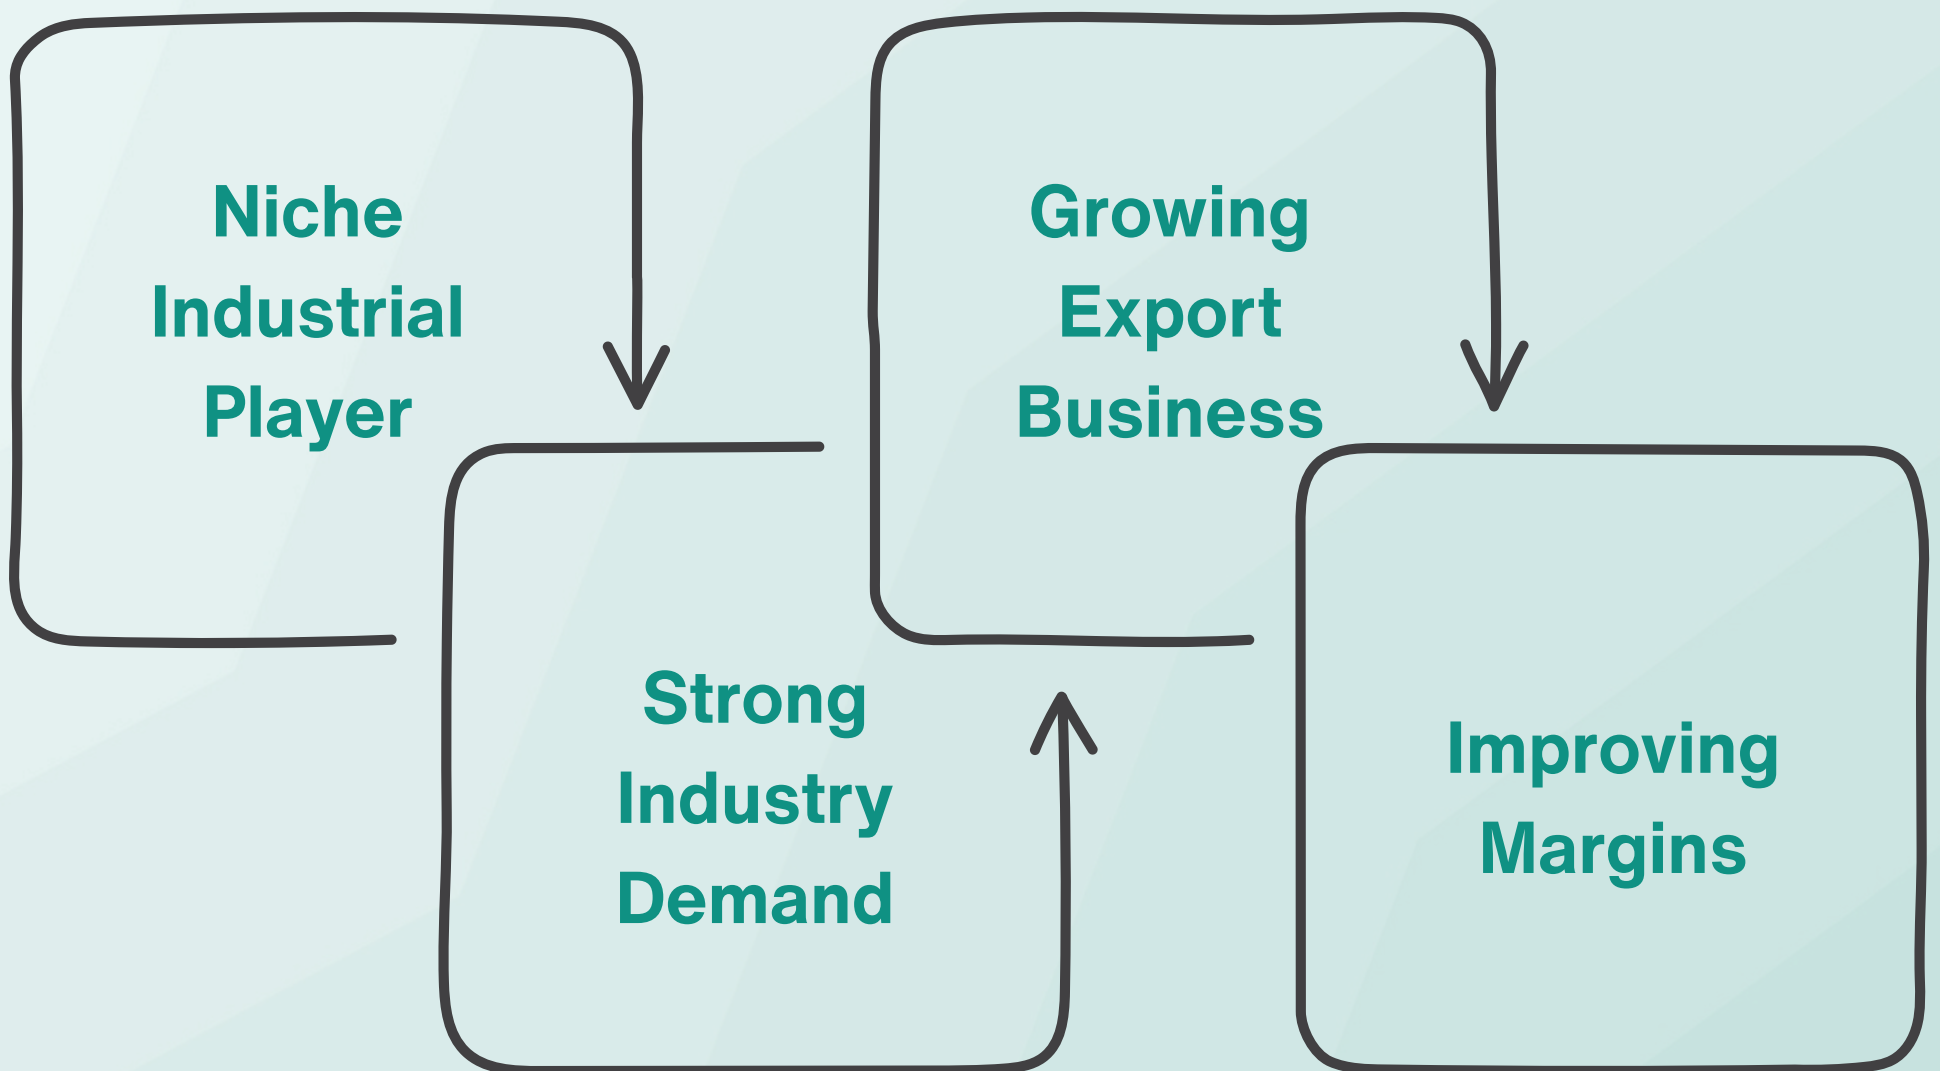 Niche
Industrial
Player
Strong
Industry
Demand
Growing
Export
Business
Improving
Margins